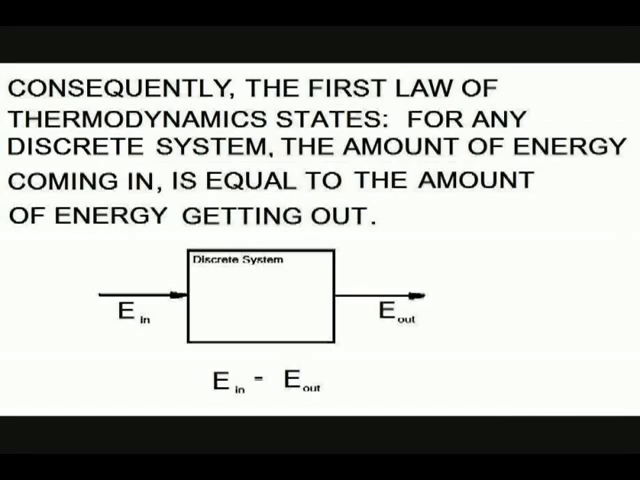 CONSEQUENTLY, THE FIRST LAW OF
THERMODYNAMICS STATES: FOR ANY
DISCRETE SYSTEM, THE AMOUNT OF ENERGY
COMING IN, IS EQUAL TO THE AMOUNT
OF ENERGY GETTING OUT.
Discrete System
E in
E out
E in = E out